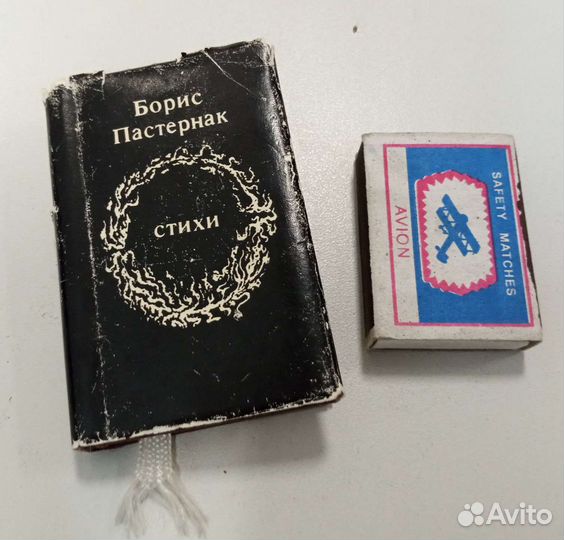 Борис
Пастернак
СТИХИ
SAFETY MATCHES
AVION
Avito